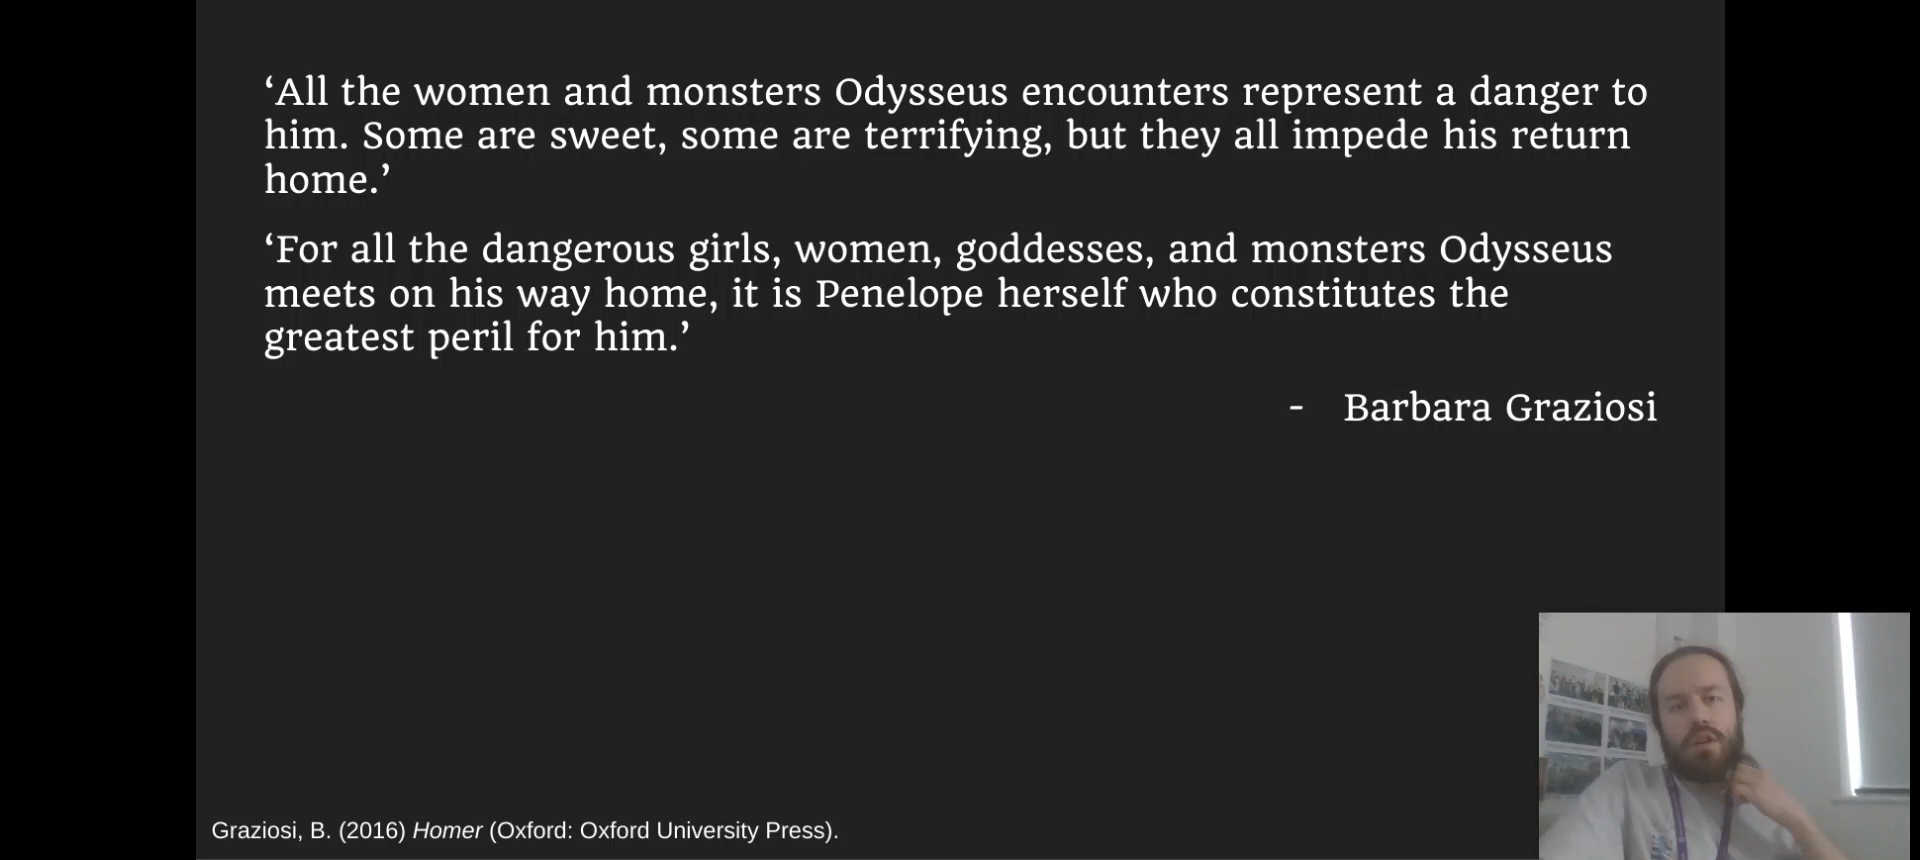 ‘All the women and monsters Odysseus encounters represent a danger to
him. Some are sweet, some are terrifying, but they all impede his return
home.’
‘For all the dangerous girls, women, goddesses, and monsters Odysseus
meets on his way home, it is Penelope herself who constitutes the
greatest peril for him.’
- Barbara Graziosi
Graziosi, B. (2016) Homer (Oxford: Oxford University Press).